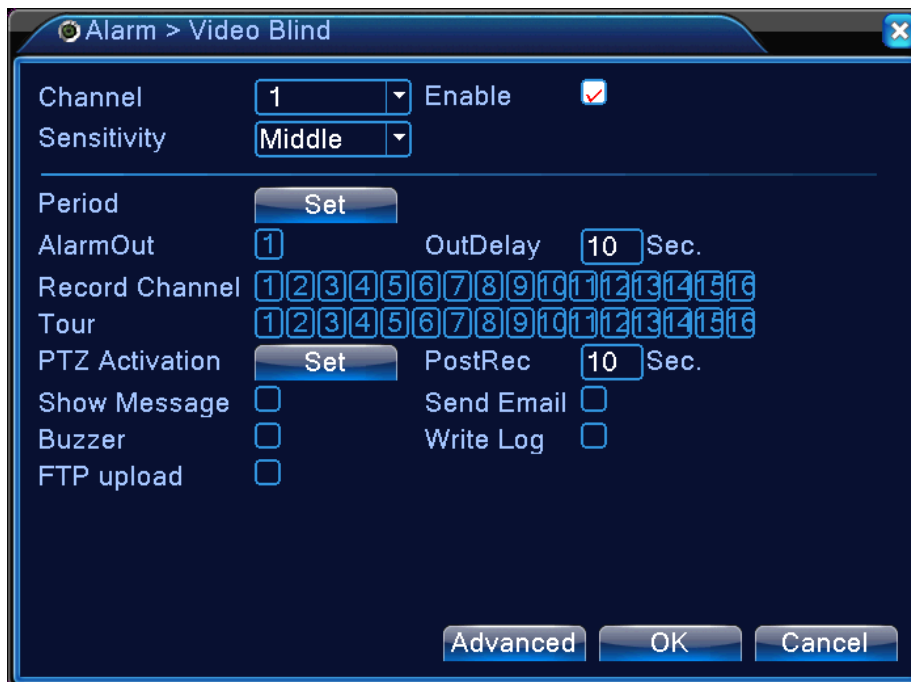 Alarm > Video Blind
Channel 1 Enable
Sensitivity Middle
Period Set
AlarmOut 1 OutDelay 10 Sec.
Record Channel 1 2 3 4 5 6 7 8 9 10 11 12 13 14 15 16
Tour 1 2 3 4 5 6 7 8 9 10 11 12 13 14 15 16
PTZ Activation Set PostRec 10 Sec.
Show Message Send Email
Buzzer Write Log
FTP upload
Advanced OK Cancel